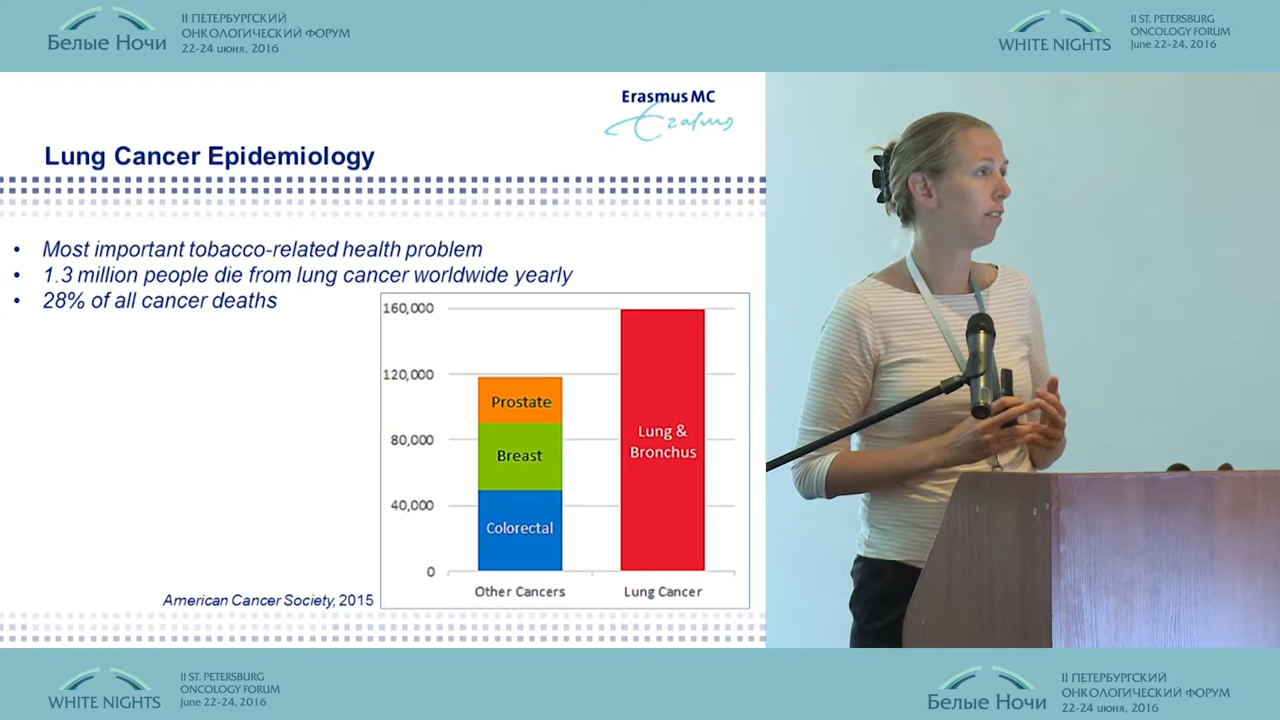 Белые Ночи
II ПЕТЕРБУРГСКИЙ
ОНКОЛОГИЧЕСКИЙ ФОРУМ
22-24 июня, 2016
WHITE NIGHTS
II ST. PETERSBURG
ONCOLOGY FORUM
June 22-24, 2016
Erasmus MC
Erasmus
Lung Cancer Epidemiology
• Most important tobacco-related health problem
• 1.3 million people die from lung cancer worldwide yearly
• 28% of all cancer deaths
160,000
120,000
80,000
40,000
0
Prostate
Breast
Colorectal
Lung &
Bronchus
Other Cancers
Lung Cancer
American Cancer Society, 2015
WHITE NIGHTS
II ST. PETERSBURG
ONCOLOGY FORUM
June 22-24, 2016
Белые Ночи
II ПЕТЕРБУРГСКИЙ
ОНКОЛОГИЧЕСКИЙ ФОРУМ
22-24 июня, 2016